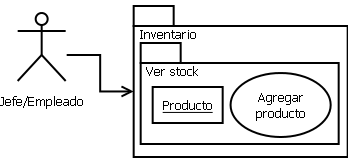 Inventario
Ver stock
Jefe/Empleado
Producto
Agregar
producto